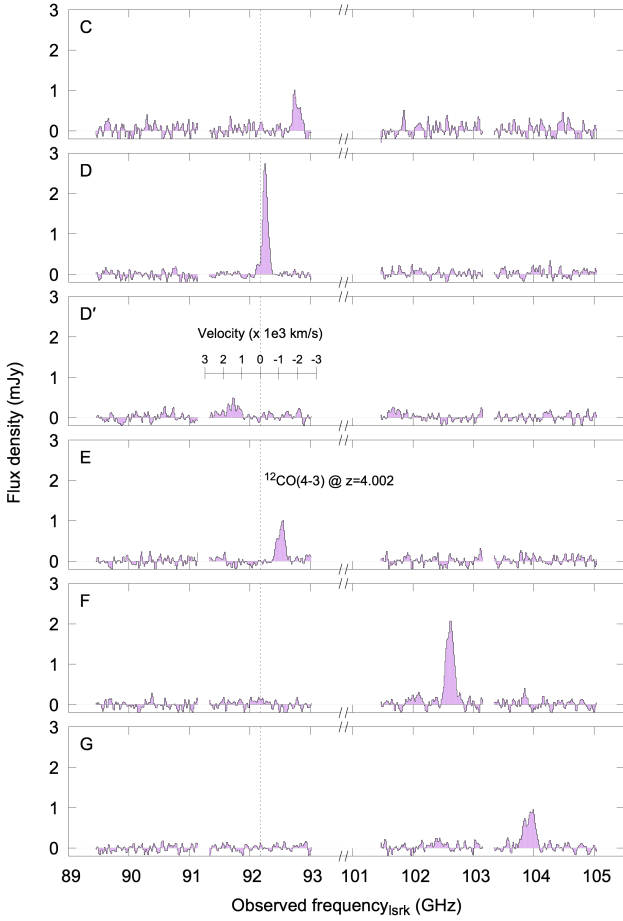 3
C
2
1
0
3
D
2
1
0
3
D′
2
Velocity (x 1e3 km/s)
3 2 1 0 -1 -2 -3
1
0
3
E
2
¹²CO(4-3) @ z=4.002
1
0
3
F
2
1
0
3
G
2
1
0
89 90 91 92 93 101 102 103 104 105
Flux density (mJy)
Observed frequency lsrk (GHz)